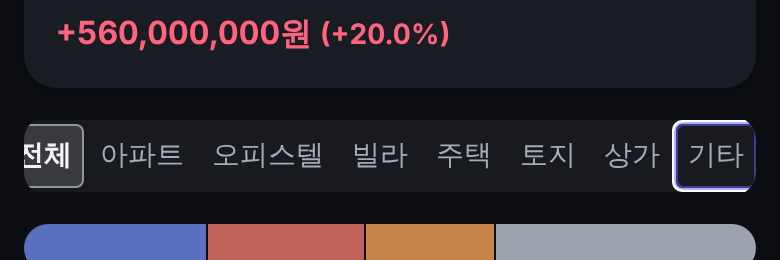 +560,000,000원 (+20.0%)
전체 아파트 오피스텔 빌라 주택 토지 상가 기타